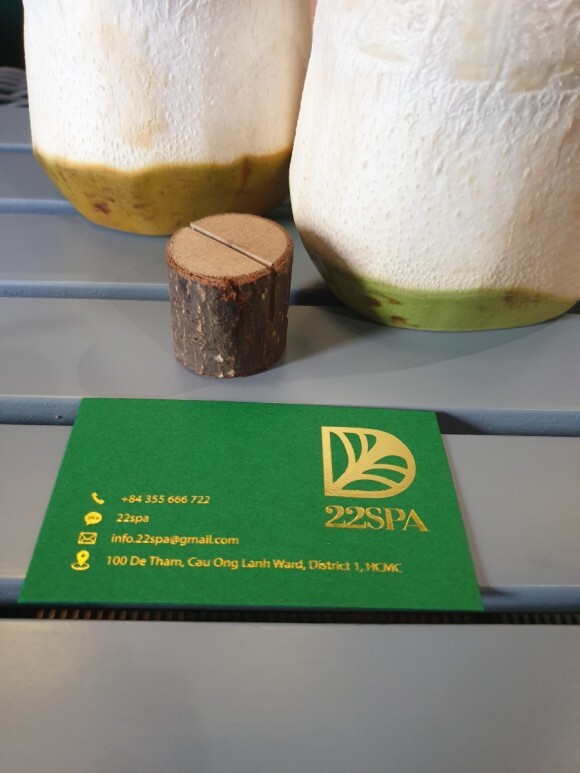 +84 355 666 722
22spa
info.22spa@gmail.com
100 De Tham, Cau Ong Lanh Ward, District 1, HCMC
22SPA